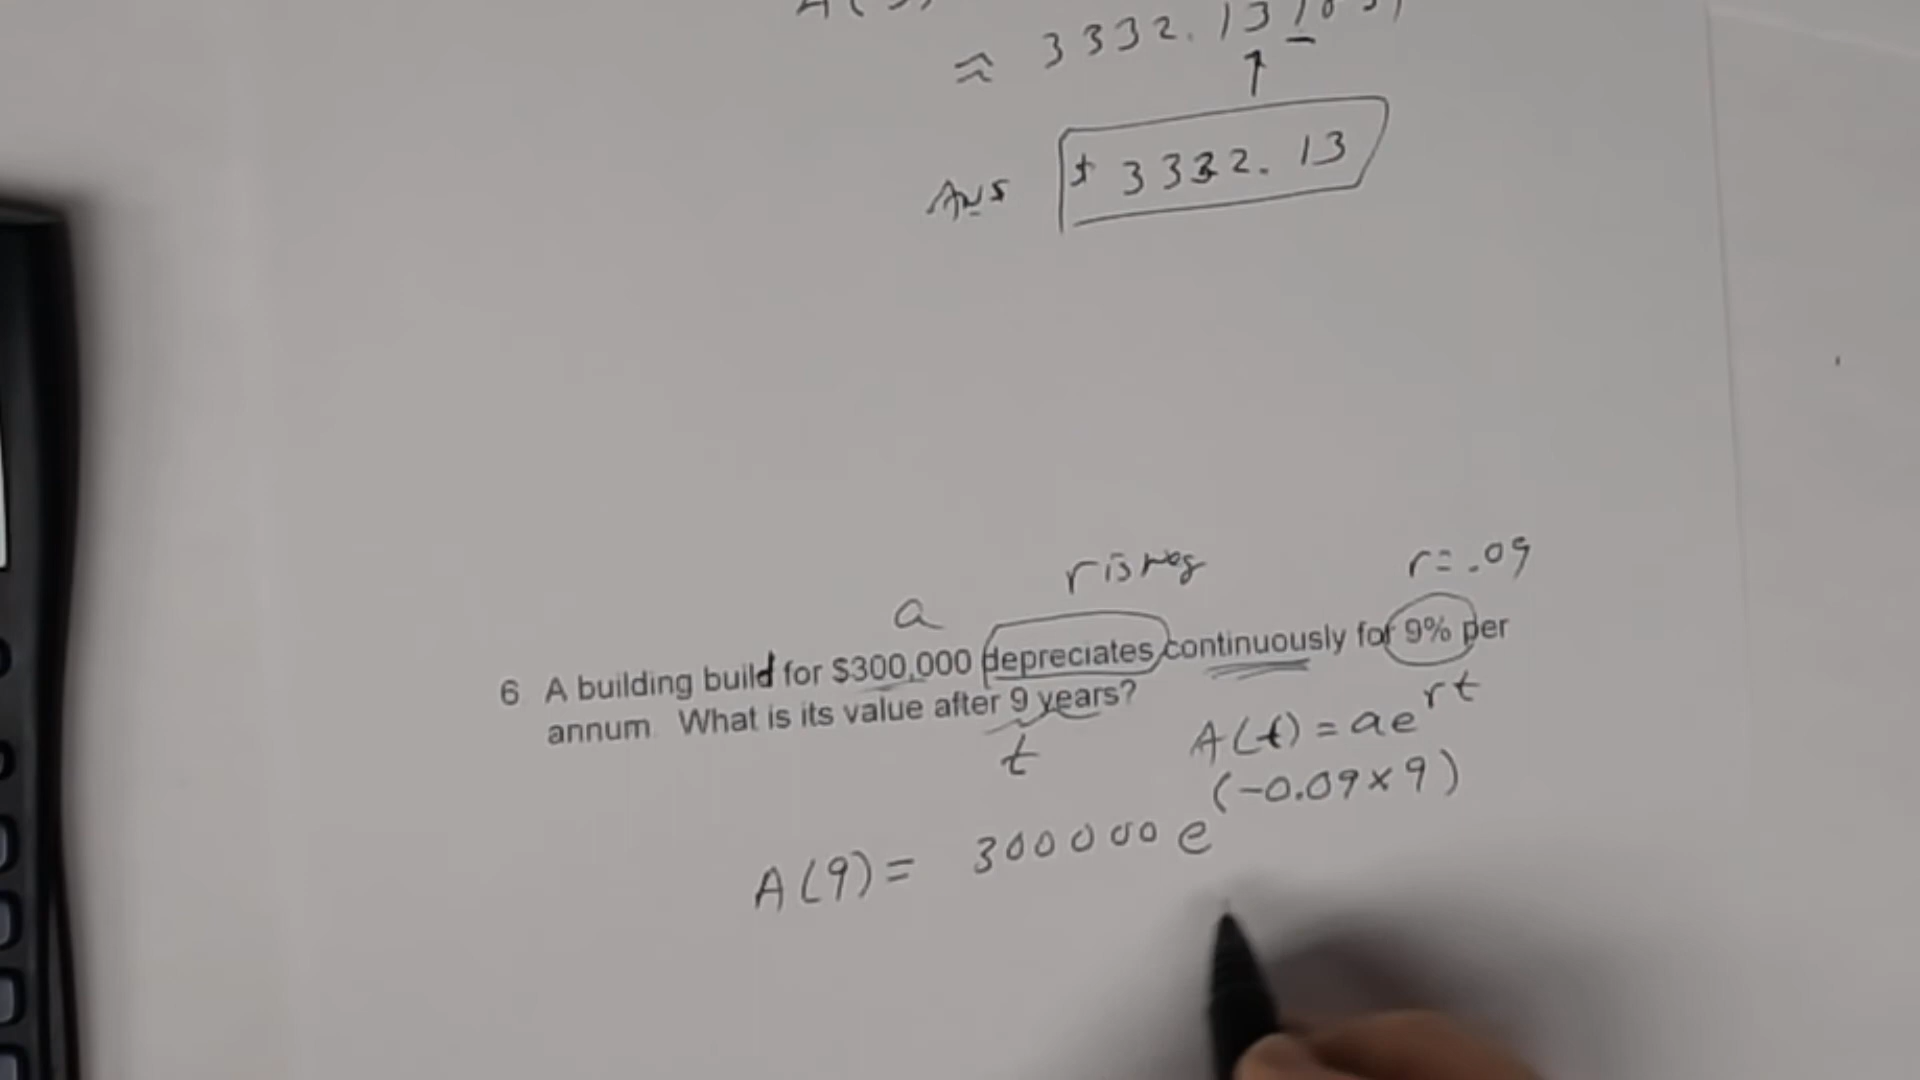 ≈ 3332.13
↑
Ans $3332.13
r is neg r=.09
a
6 A building build for $300,000 depreciates continuously for 9% per
annum. What is its value after 9 years?
t
A(t) = ae^rt
(-0.09×9)
A(9) = 300000 e